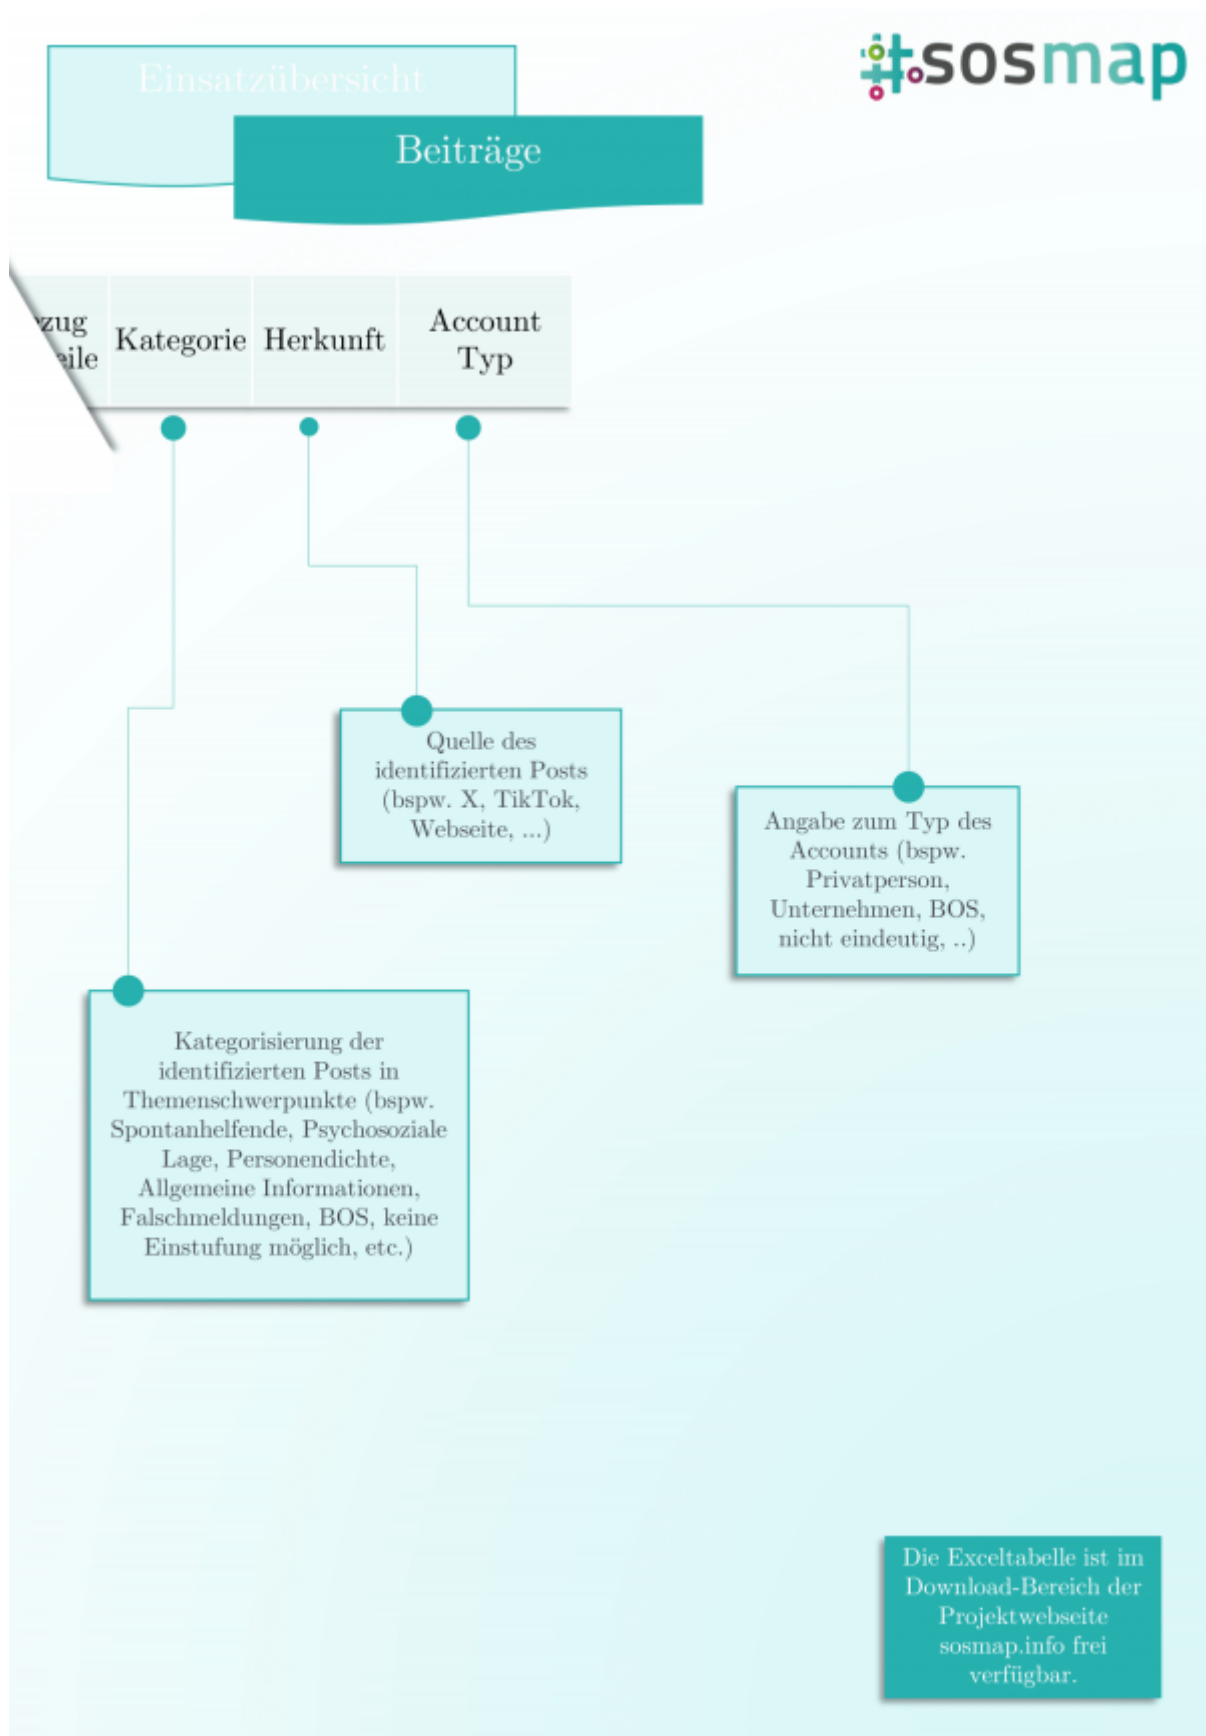 #sosmap
Einsatzübersicht
Beiträge
Kategorie
Herkunft
Account
Typ
Quelle des
identifizierten Posts
(bspw. X, TikTok,
Webseite, ...)
Angabe zum Typ des
Accounts (bspw.
Privatperson,
Unternehmen, BOS,
nicht eindeutig, ..)
Kategorisierung der
identifizierten Posts in
Themenschwerpunkte (bspw.
Spontanhelfende, Psychosoziale
Lage, Personendichte,
Allgemeine Informationen,
Falschmeldungen, BOS, keine
Einstufung möglich, etc.)
Die Exceltabelle ist im
Download-Bereich der
Projektwebseite
sosmap.info frei
verfügbar.